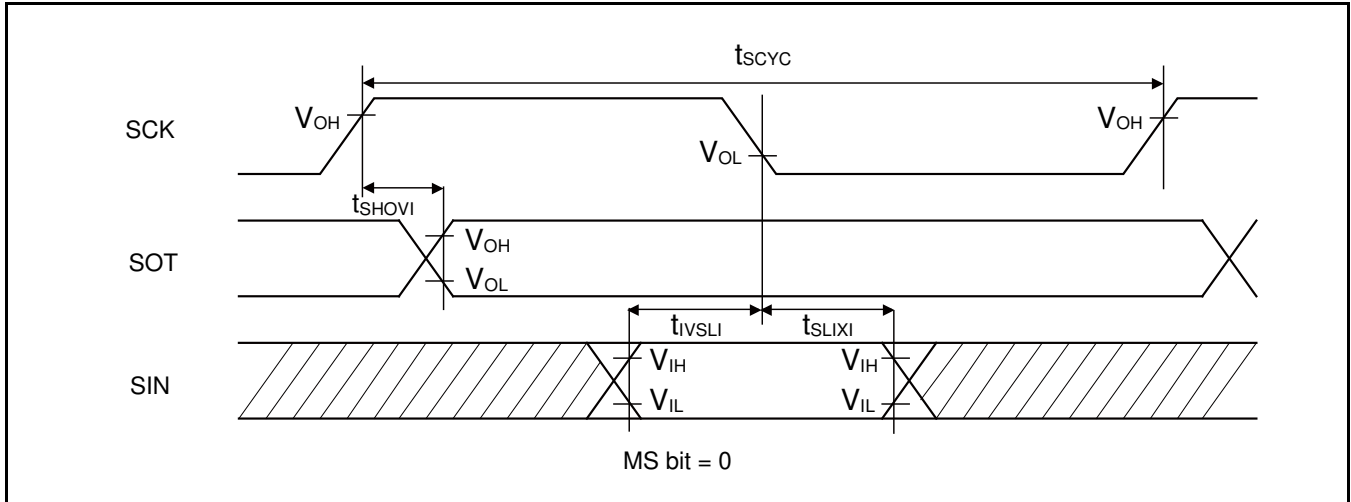 tSCYC
SCK
VOH
VOH
VOL
tSHOVI
SOT
VOH
VOL
tIVSLI
tSLIXI
SIN
VIH
VIH
VIL
VIL
MS bit = 0